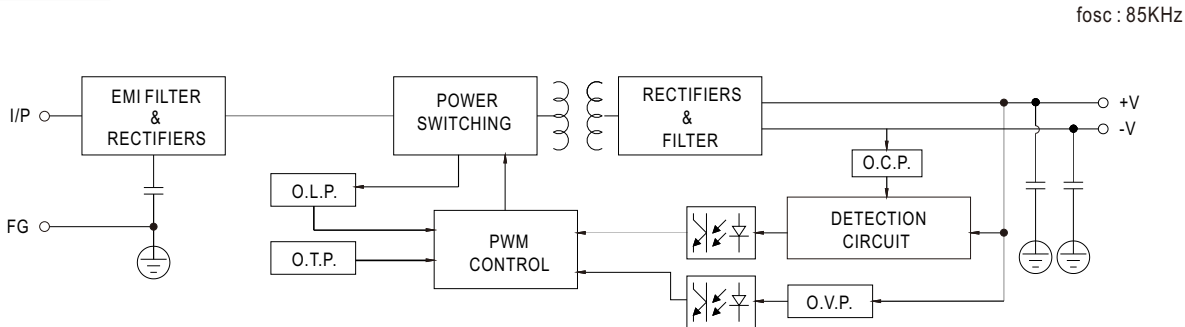 fosc : 85KHz
I/P
EMI FILTER
&
RECTIFIERS
POWER
SWITCHING
RECTIFIERS
&
FILTER
+V
-V
O.C.P.
O.L.P.
DETECTION
CIRCUIT
FG
PWM
CONTROL
O.T.P.
O.V.P.